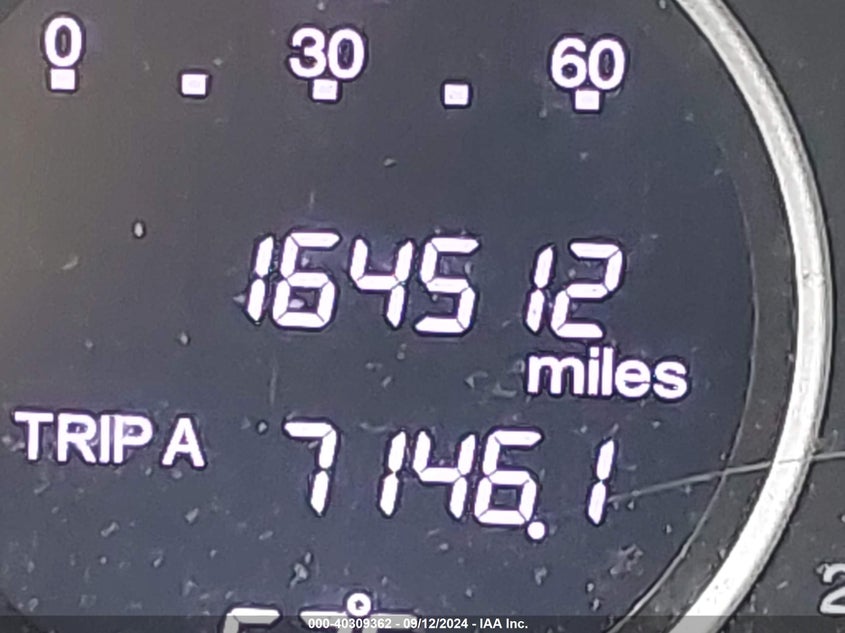 0 30 60
164512
miles
TRIP A 7146.1
000-40309362 - 09/12/2024 - IAA Inc.